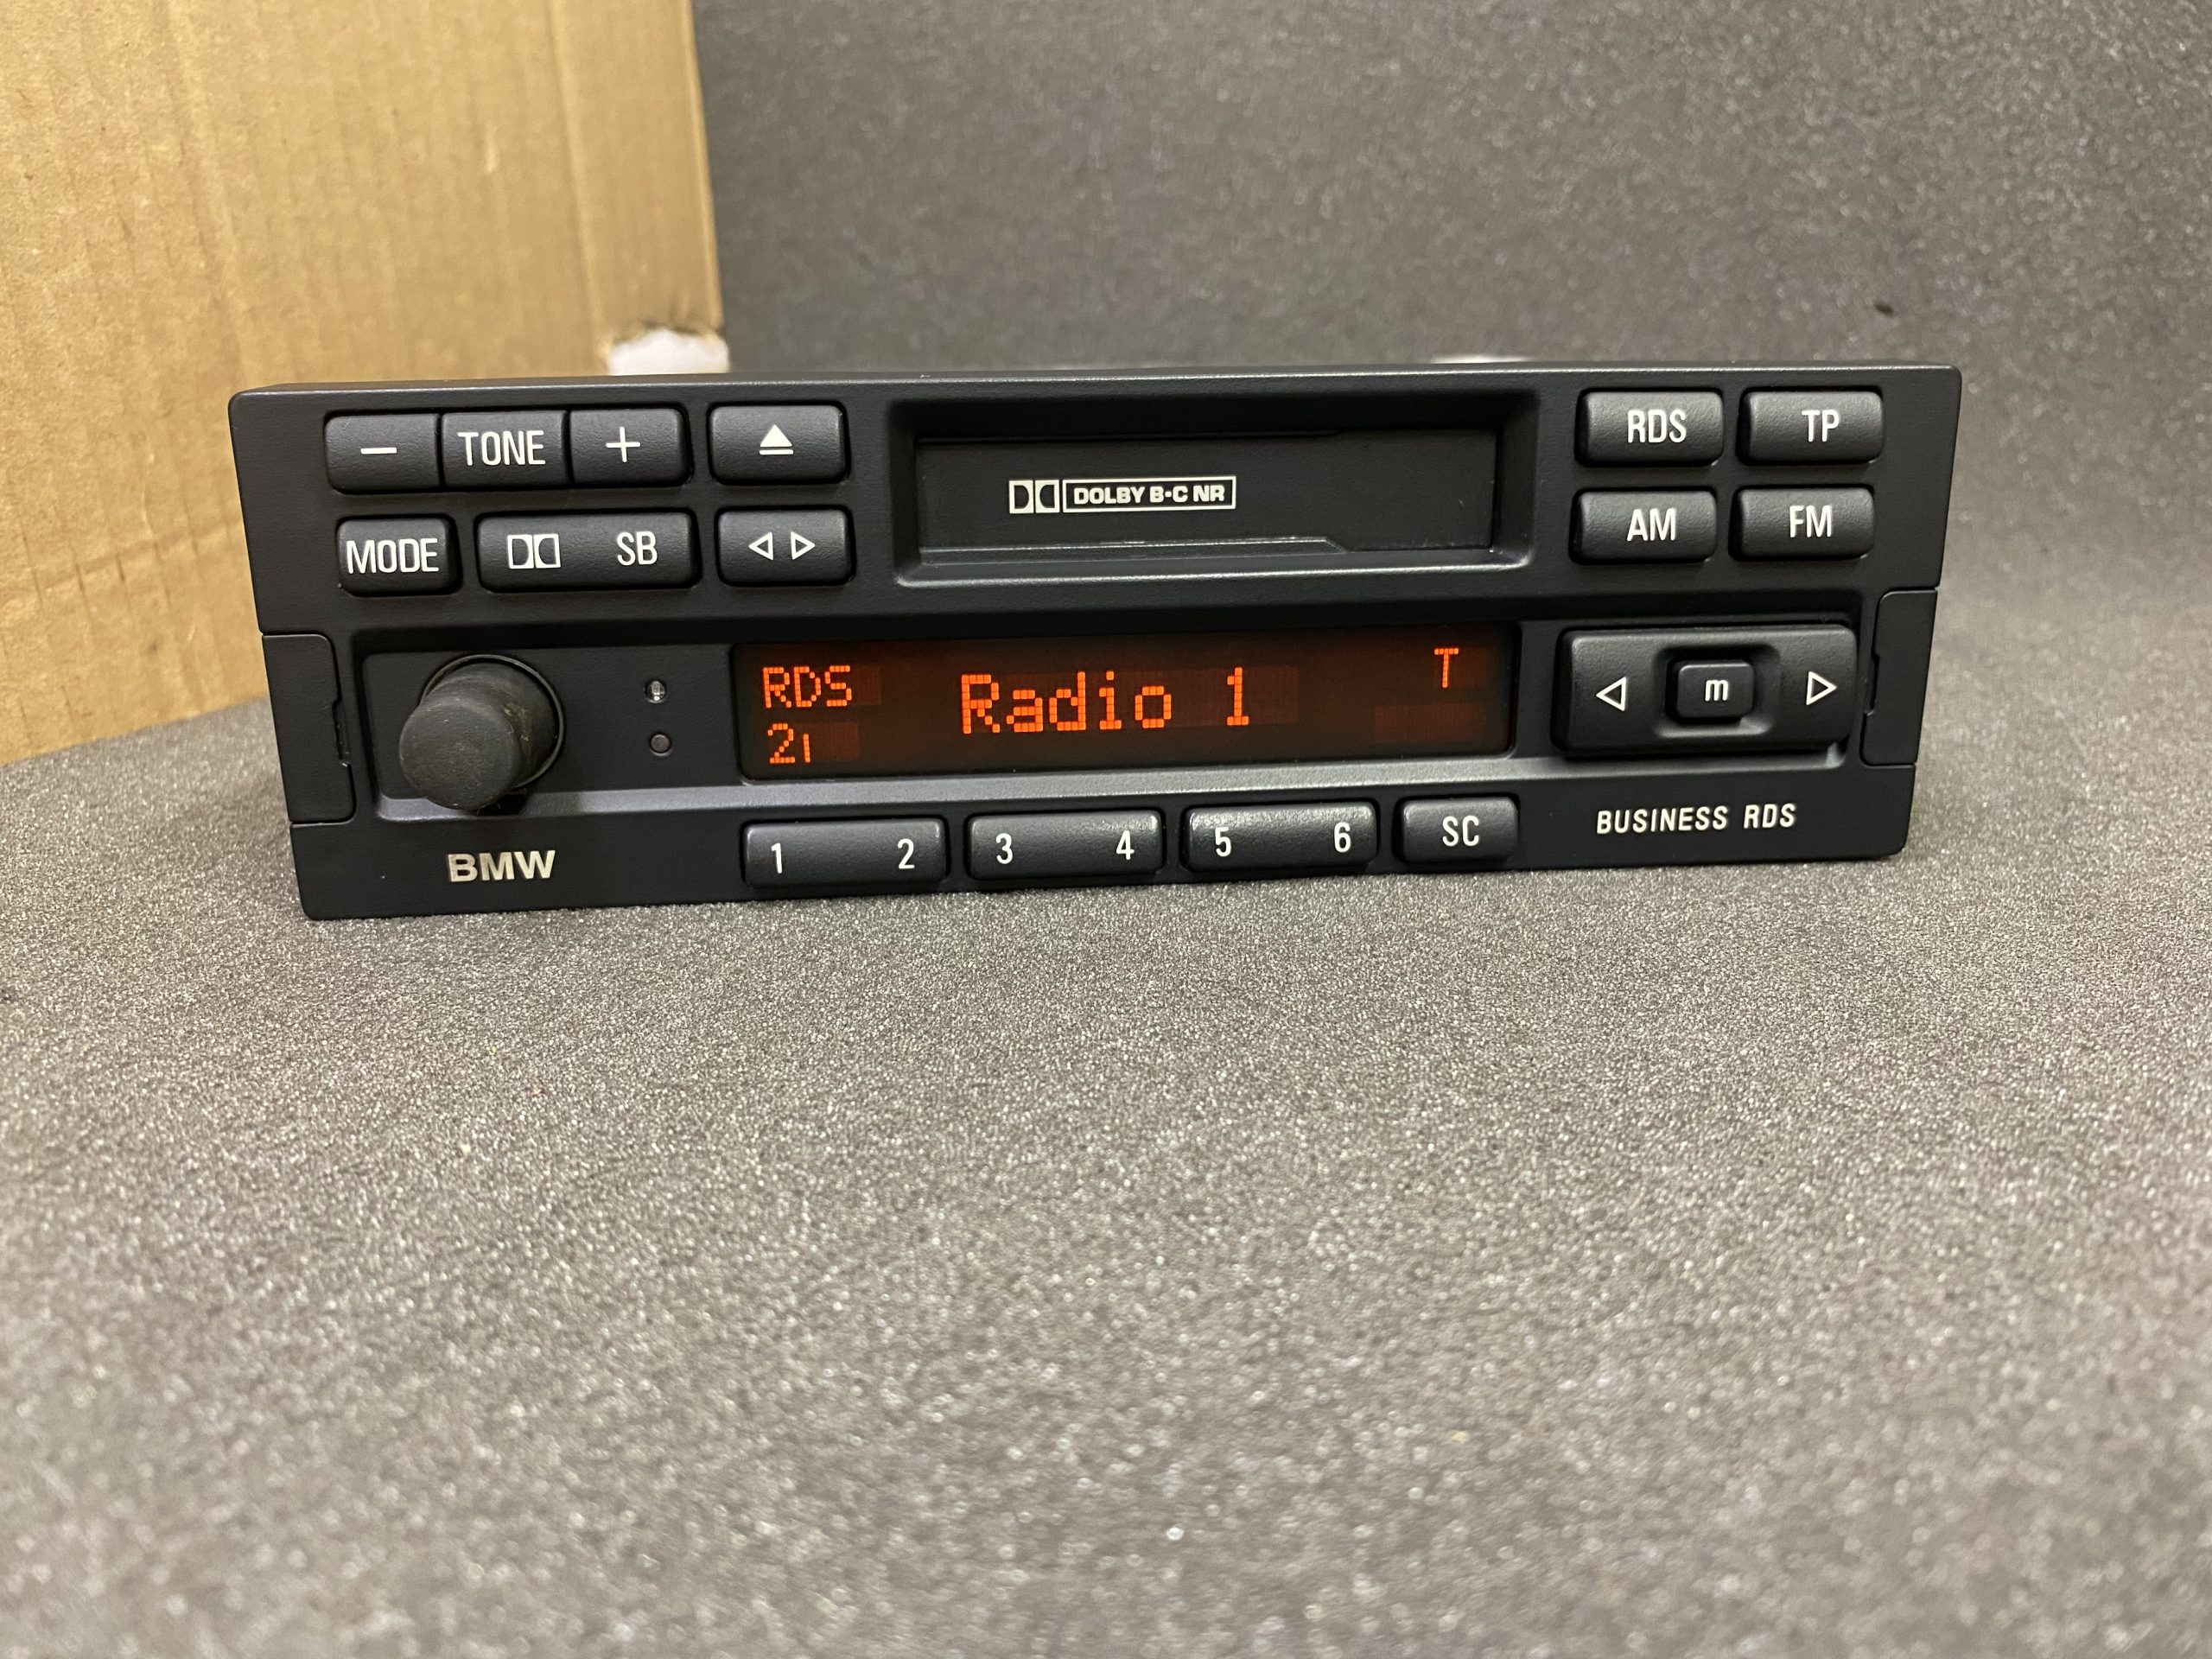 — TONE +
DOLBY B·C NR
RDS TP
MODE SB
AM FM
RDS
Radio 1
T
2ı
m
1 2 3 4 5 6 SC
BUSINESS RDS
BMW